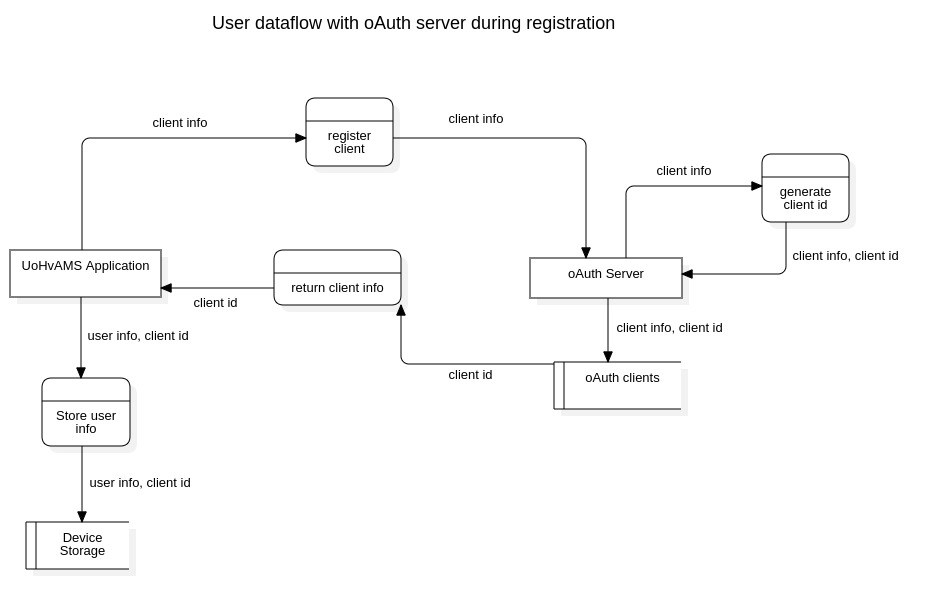 User dataflow with oAuth server during registration
client info
register
client
client info
client info
generate
client id
client info, client id
UoHvAMS Application
return client info
client id
oAuth Server
client info, client id
user info, client id
oAuth clients
client id
Store user
info
user info, client id
Device
Storage